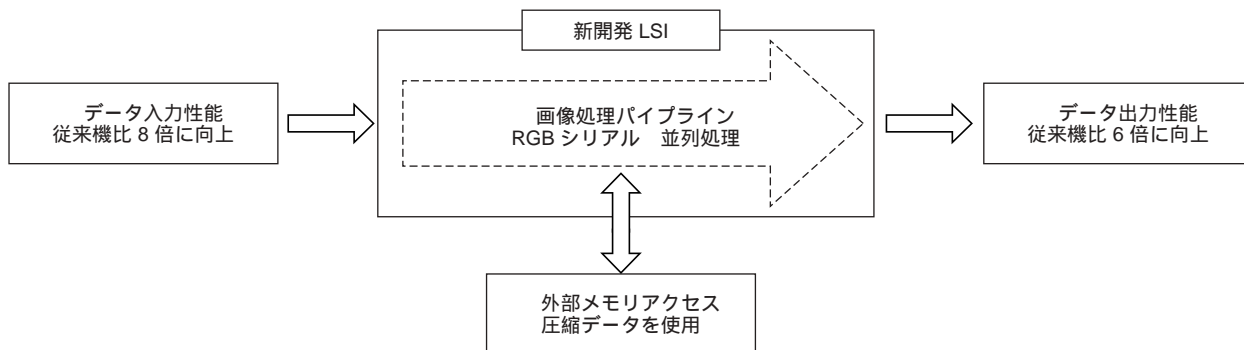 新開発 LSI
データ入力性能
従来機比 8 倍に向上
画像処理パイプライン
RGB シリアル　並列処理
データ出力性能
従来機比 6 倍に向上
外部メモリアクセス
圧縮データを使用